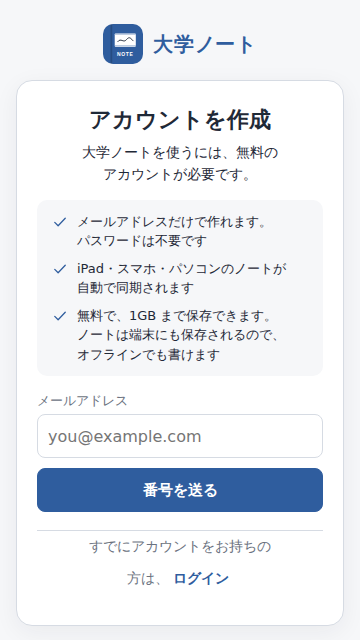 NOTE
大学ノート
アカウントを作成
大学ノートを使うには、無料の
アカウントが必要です。
メールアドレスだけで作れます。
パスワードは不要です
iPad・スマホ・パソコンのノートが
自動で同期されます
無料で、1GB まで保存できます。
ノートは端末にも保存されるので、
オフラインでも書けます
メールアドレス
you@example.com
番号を送る
すでにアカウントをお持ちの
方は、 ログイン